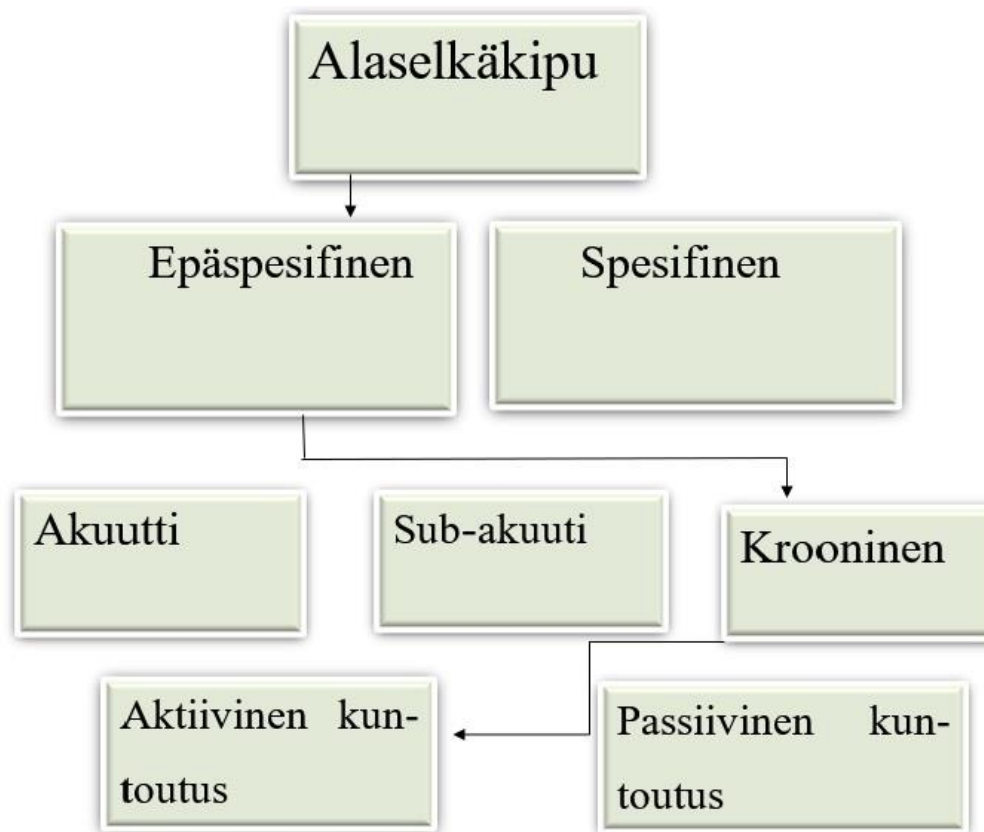 Alaselkäkipu
Epäspesifinen
Spesifinen
Akuutti
Sub-akuuti
Krooninen
Aktiivinen kun-
toutus
Passiivinen kun-
toutus